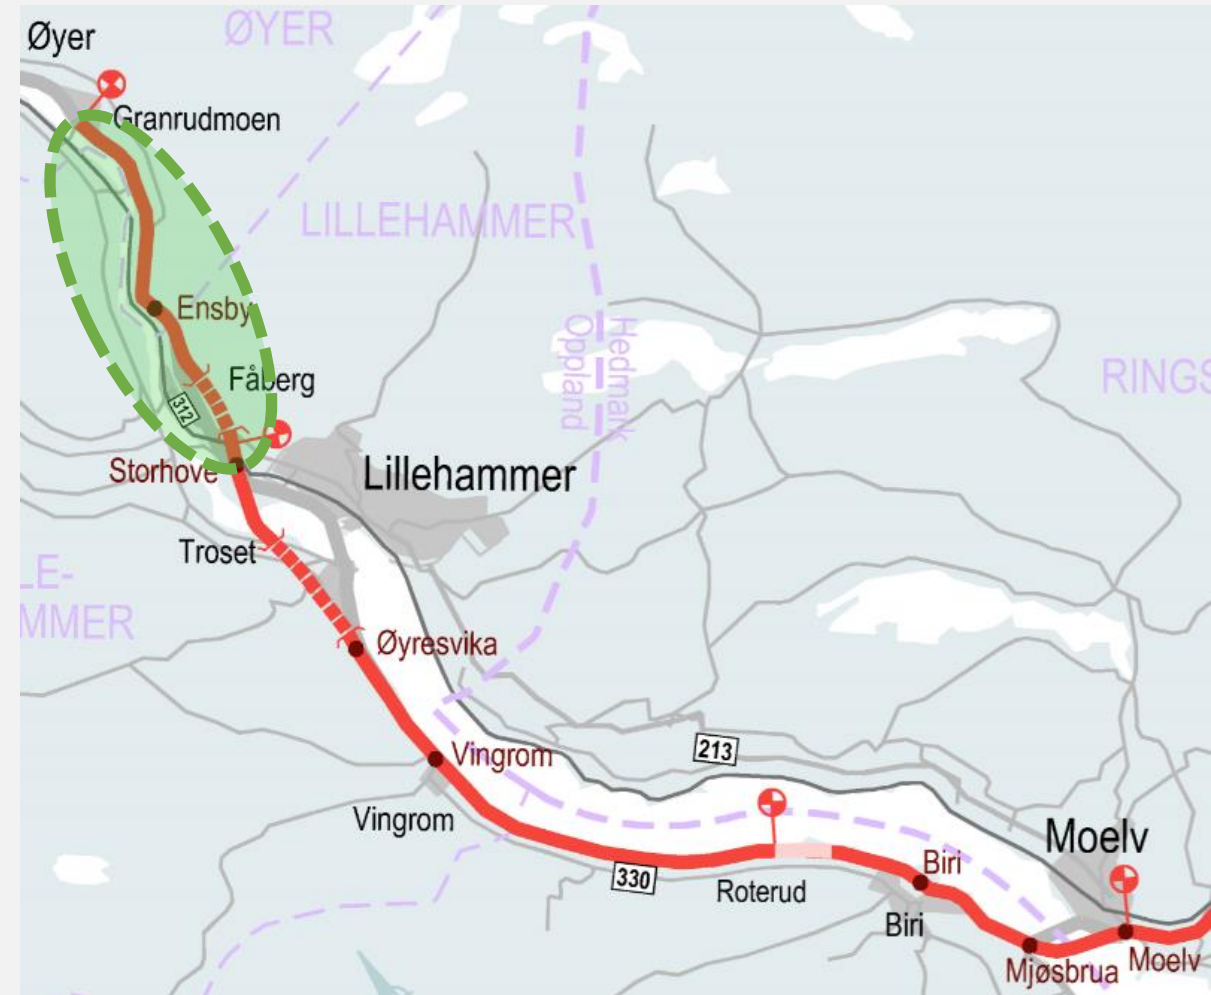 Øyer
ØYER
Granrudmoen
LILLEHAMMER
Ensby
Hedmark
Oppland
Fåberg
RINGS
312
Storhove
Lillehammer
Troset
LE-
MMER
Øyresvika
Vingrom
213
Vingrom
Moelv
330
Roterud
Biri
Biri
Mjøsbrua
Moelv